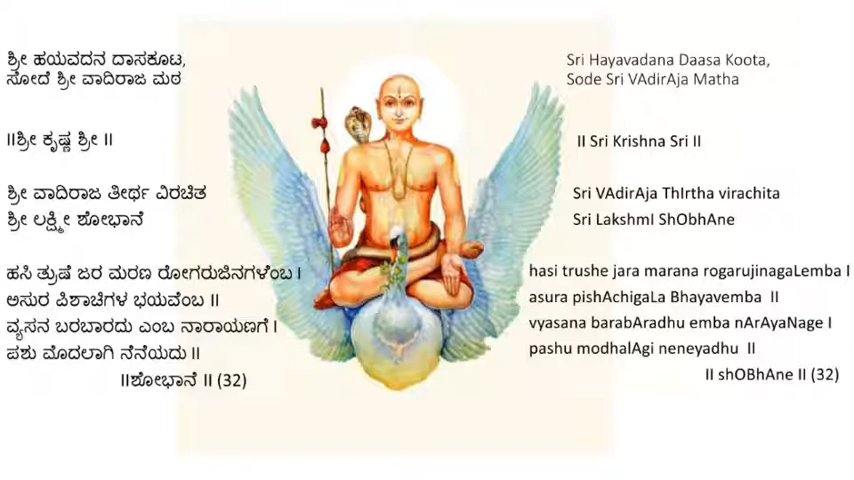 ಶ್ರೀ ಹಯವದನ ದಾಸಕೂಟ,
ಸೋದೆ ಶ್ರೀ ವಾದಿರಾಜ ಮಠ
॥ಶ್ರೀ ಕೃಷ್ಣ ಶ್ರೀ ॥
ಶ್ರೀ ವಾದಿರಾಜ ತೀರ್ಥ ವಿರಚಿತ
ಶ್ರೀ ಲಕ್ಷ್ಮೀ ಶೋಭಾನೆ
ಹಸಿ ತ್ರುಷೆ ಜರ ಮರಣ ರೋಗರುಜಿನಗಳೆಂಬ ।
ಅಸುರ ಪಿಶಾಚಿಗಳ ಭಯವೆಂಬ ॥
ವ್ಯಸನ ಬರಬಾರದು ಎಂಬ ನಾರಾಯಣಗೆ ।
ಪಶು ಮೊದಲಾಗಿ ನೆನೆಯದು ॥
॥ಶೋಭಾನೆ ॥ (32)
Sri Hayavadana Daasa Koota,
Sode Sri VAdirAja Matha
II Sri Krishna Sri II
Sri VAdirAja ThIrtha virachita
Sri LakshmI ShObhAne
hasi trushe jara marana rogarujinagaLemba I
asura pishAchigaLa Bhayavemba II
vyasana barabAradhu emba nArAyaNage I
pashu modhalAgi neneyadhu II
II shOBhAne II (32)